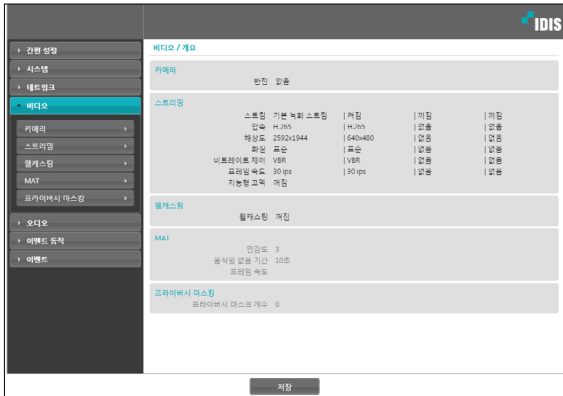 IDIS
간편 설정
시스템
네트워크
비디오
카메라
스트리밍
웹캐스팅
MAT
프라이버시 마스킹
오디오
이벤트 동작
이벤트
비디오 / 개요
카메라
반전 없음
스트리밍
스트림 기본 녹화 스트림 | 켜짐 | 꺼짐 | 꺼짐
압축 H.265 | H.265 | 없음 | 없음
해상도 2592x1944 | 640x480 | 없음 | 없음
화질 표준 | 표준 | 없음 | 없음
비트레이트 제어 VBR | VBR | 없음 | 없음
프레임 속도 30 ips | 30 ips | 없음 | 없음
지능형 코덱 꺼짐
웹캐스팅
웹캐스팅 꺼짐
MAT
민감도 3
움직임 없음 기간 10초
프레임 속도
프라이버시 마스킹
프라이버시 마스크 개수 0
저장